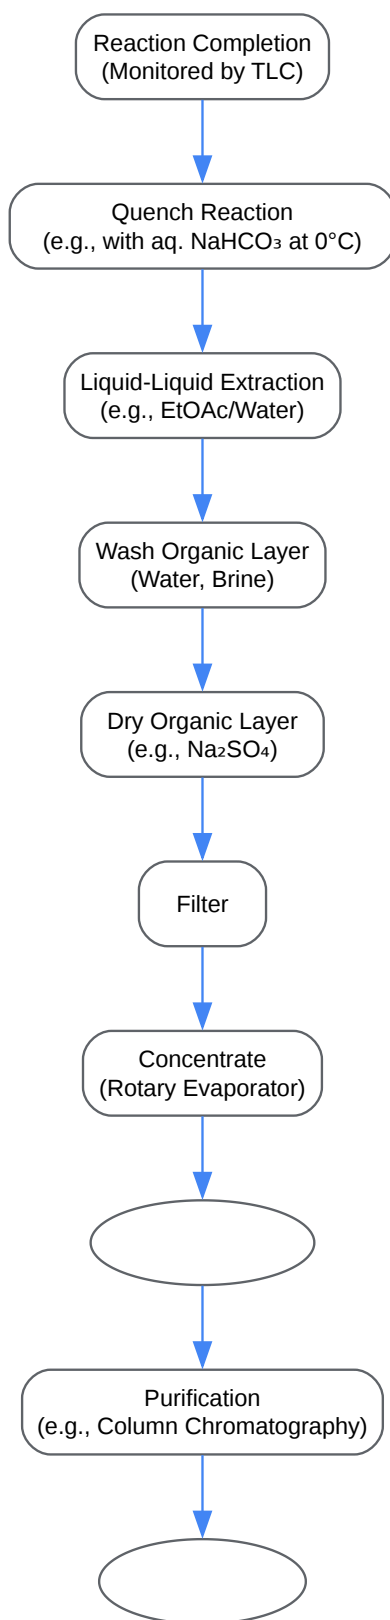 Reaction Completion
(Monitored by TLC)
Quench Reaction
(e.g., with aq. NaHCO₃ at 0°C)
Liquid-Liquid Extraction
(e.g., EtOAc/Water)
Wash Organic Layer
(Water, Brine)
Dry Organic Layer
(e.g., Na₂SO₄)
Filter
Concentrate
(Rotary Evaporator)
Purification
(e.g., Column Chromatography)